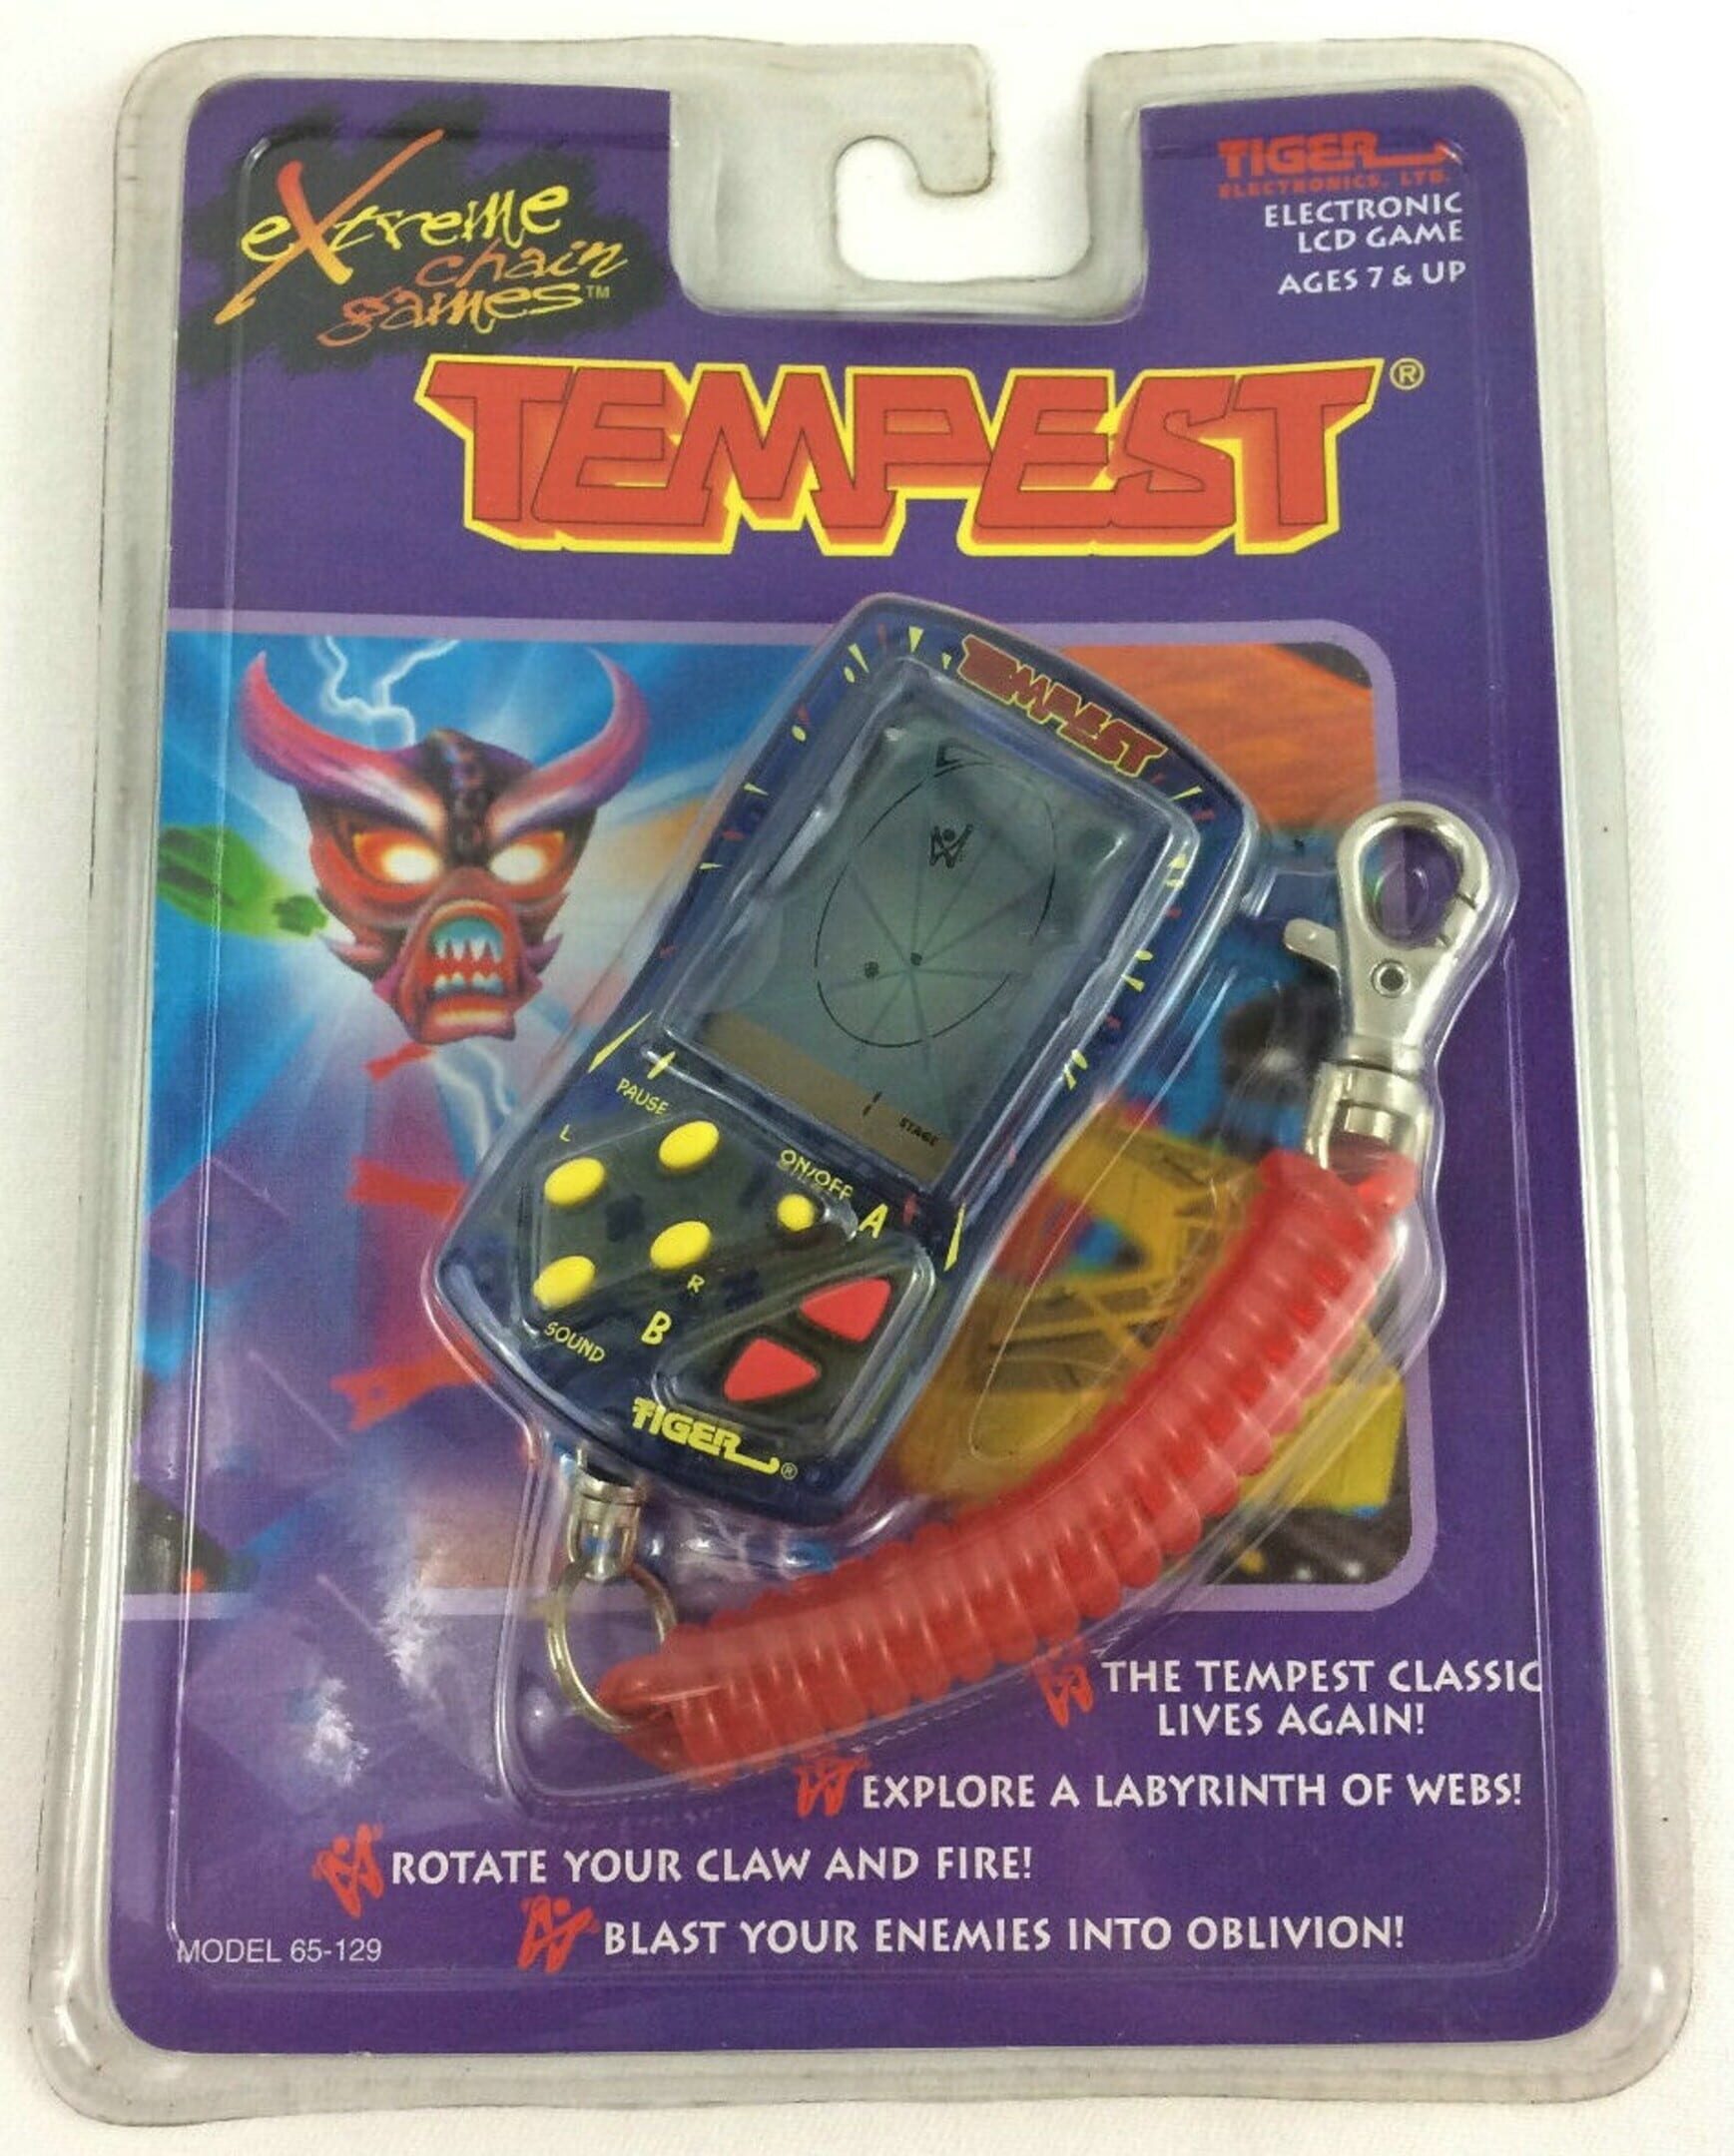 eXtreme
chain
games™
TIGER
ELECTRONICS, LTD.
ELECTRONIC
LCD GAME
AGES 7 & UP
TEMPEST®
TEMPEST
1 STAGE
PAUSE
L
ON/OFF
A
R
B
SOUND
TIGER®
THE TEMPEST CLASSIC
LIVES AGAIN!
EXPLORE A LABYRINTH OF WEBS!
ROTATE YOUR CLAW AND FIRE!
BLAST YOUR ENEMIES INTO OBLIVION!
MODEL 65-129